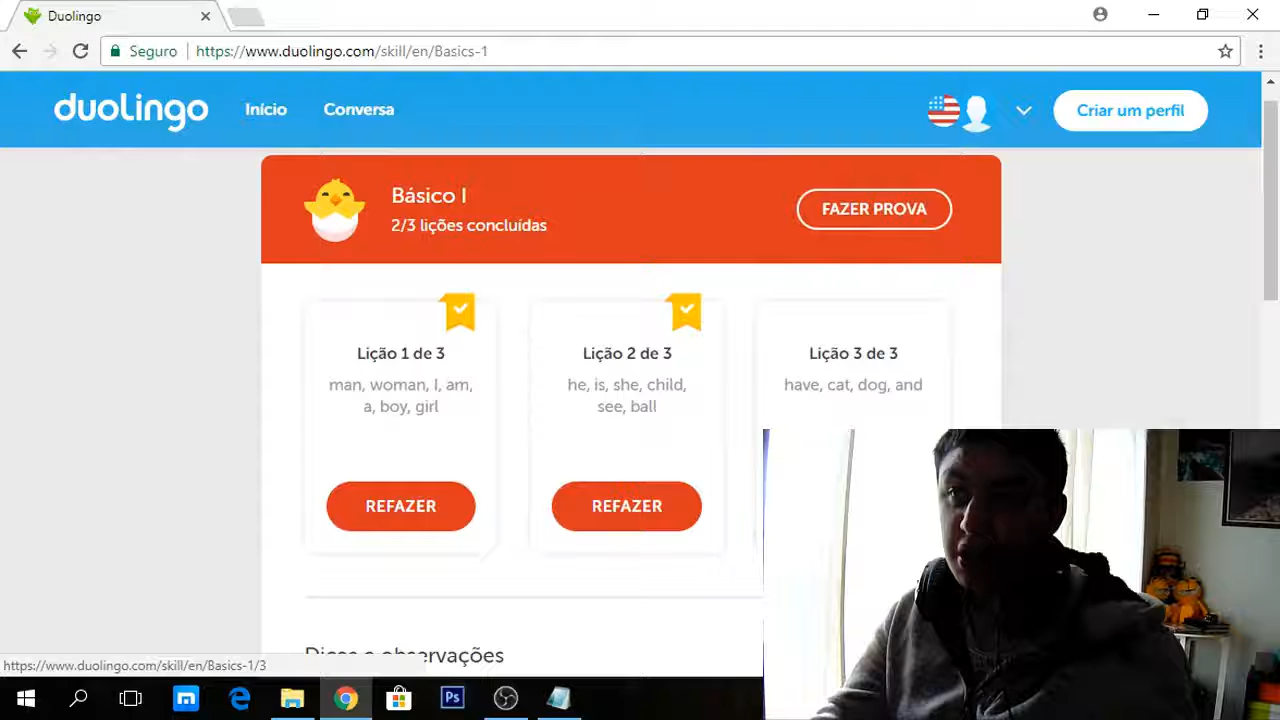 Duolingo
Seguro https://www.duolingo.com/skill/en/Basics-1
duolingo Início Conversa Criar um perfil
Básico I
2/3 lições concluídas
FAZER PROVA
Lição 1 de 3
man, woman, I, am,
a, boy, girl
REFAZER
Lição 2 de 3
he, is, she, child,
see, ball
REFAZER
Lição 3 de 3
have, cat, dog, and
Dicas e observações
https://www.duolingo.com/skill/en/Basics-1/3
Ps